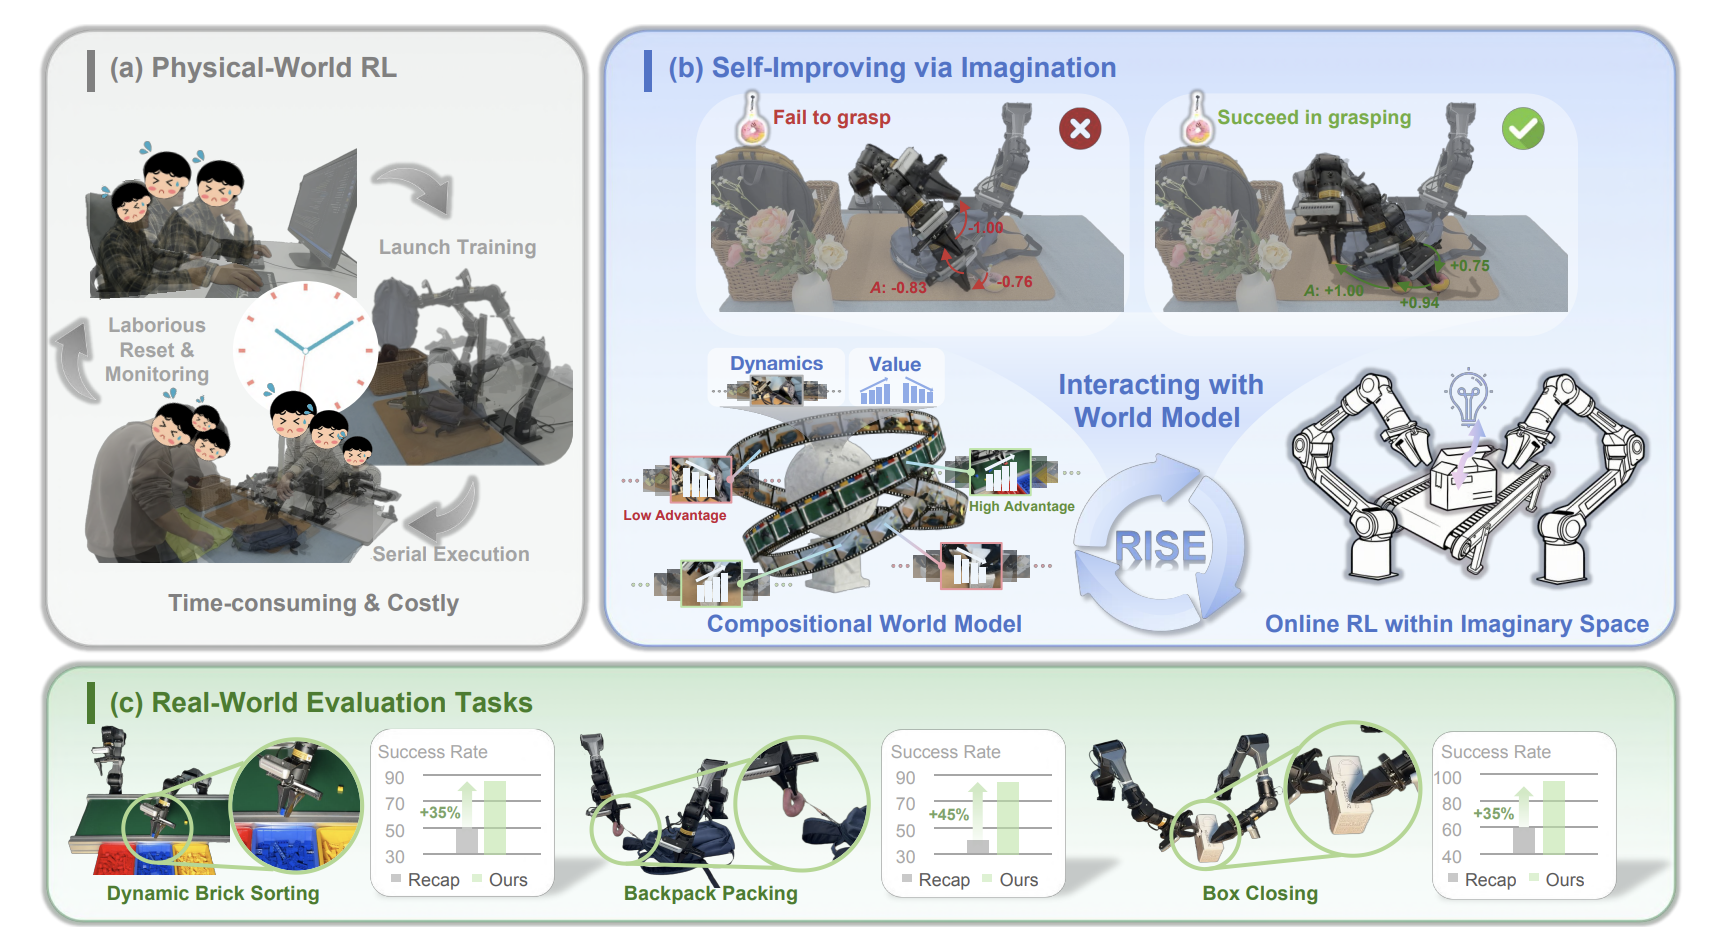 (a) Physical-World RL
Launch Training
Laborious
Reset &
Monitoring
Serial Execution
Time-consuming & Costly
(b) Self-Improving via Imagination
Fail to grasp
-1.00
A: -0.83
-0.76
Succeed in grasping
+0.75
A: +1.00
+0.94
Dynamics
Value
Low Advantage
High Advantage
Compositional World Model
Interacting with
World Model
RISE
Online RL within Imaginary Space
(c) Real-World Evaluation Tasks
Dynamic Brick Sorting
Success Rate
90
70
+35%
50
30
Recap Ours
Backpack Packing
Success Rate
90
70
+45%
50
30
Recap Ours
Box Closing
Success Rate
100
80
+35%
60
40
Recap Ours